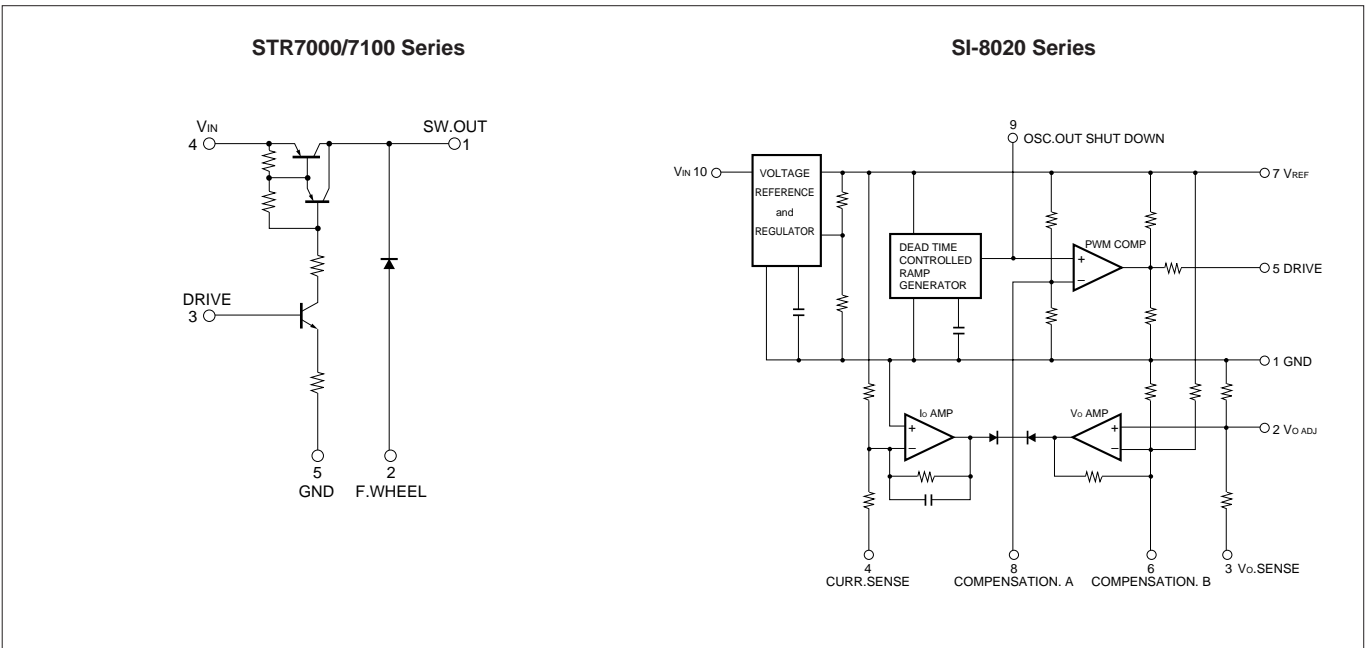 STR7000/7100 Series
VIN
4
SW.OUT
1
DRIVE
3
5
GND
2
F.WHEEL
SI-8020 Series
9
OSC.OUT SHUT DOWN
VIN 10
VOLTAGE
REFERENCE
and
REGULATOR
7 VREF
DEAD TIME
CONTROLLED
RAMP
GENERATOR
PWM COMP
+
−
5 DRIVE
1 GND
IO AMP
+
−
VO AMP
+
−
2 VO ADJ
4
CURR.SENSE
8
COMPENSATION. A
6
COMPENSATION. B
3 VO.SENSE